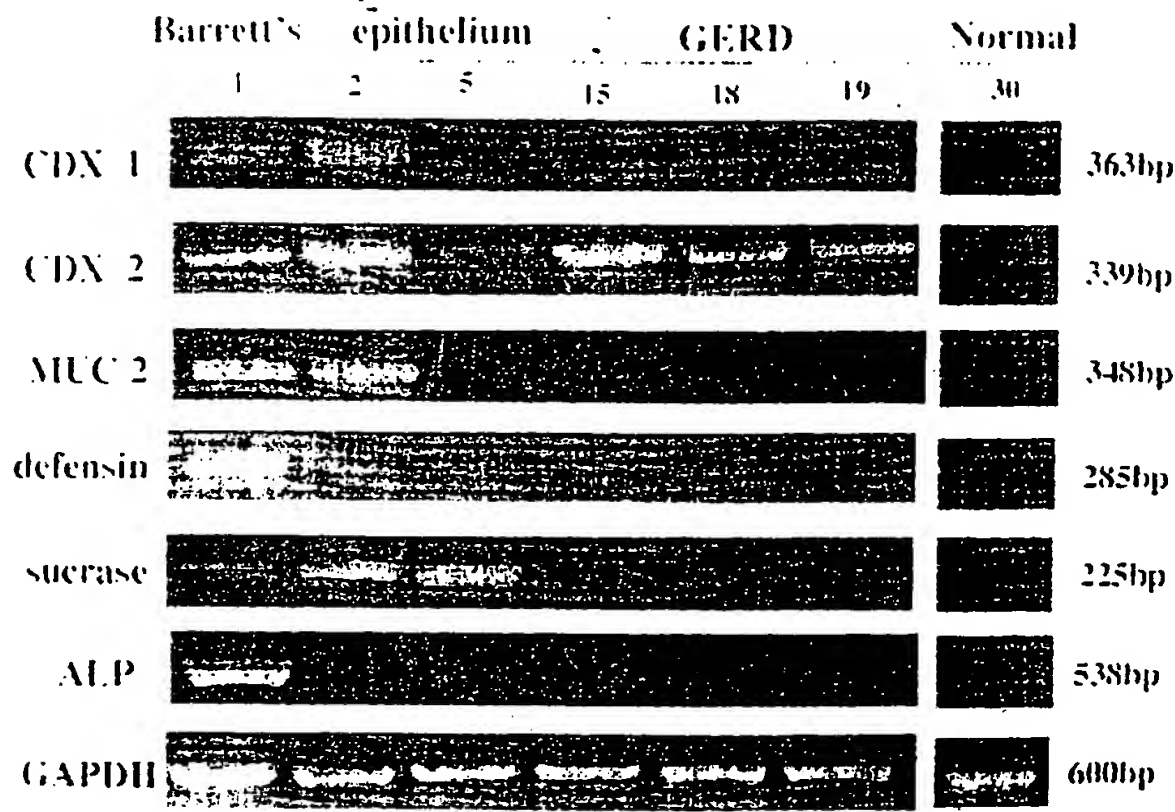 Barrett's epithelium GERD Normal
1 2 5 15 18 19 30
CDX 1 363bp
CDX 2 339bp
MUC 2 348bp
defensin 285bp
sucrase 225bp
ALP 538bp
GAPDH 600bp